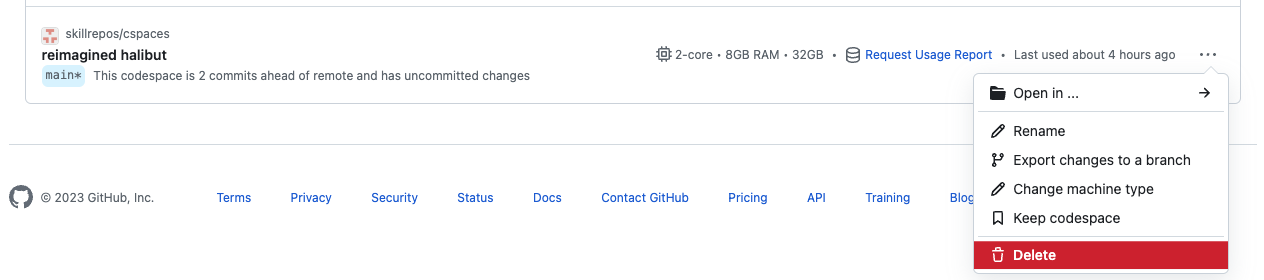 skillrepos/cspaces
reimagined halibut
2-core • 8GB RAM • 32GB • Request Usage Report • Last used about 4 hours ago ···
main* This codespace is 2 commits ahead of remote and has uncommitted changes
Open in ...
Rename
Export changes to a branch
Change machine type
Keep codespace
Delete
© 2023 GitHub, Inc. Terms Privacy Security Status Docs Contact GitHub Pricing API Training Blog